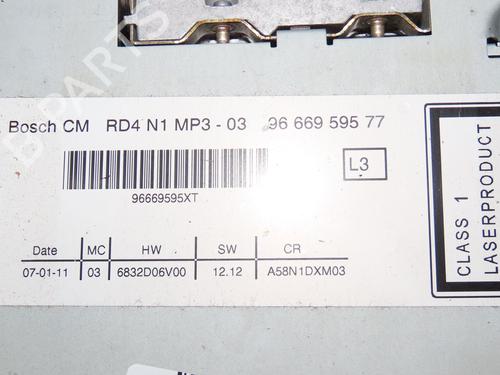 Bosch CM RD4 N1 MP3 - 03 96 669 595 77
L3
96669595XT
Date MC HW SW CR
07-01-11 03 6832D06V00 12.12 A58N1DXM03
CLASS 1
LASERPRODUCT
B-PARTS